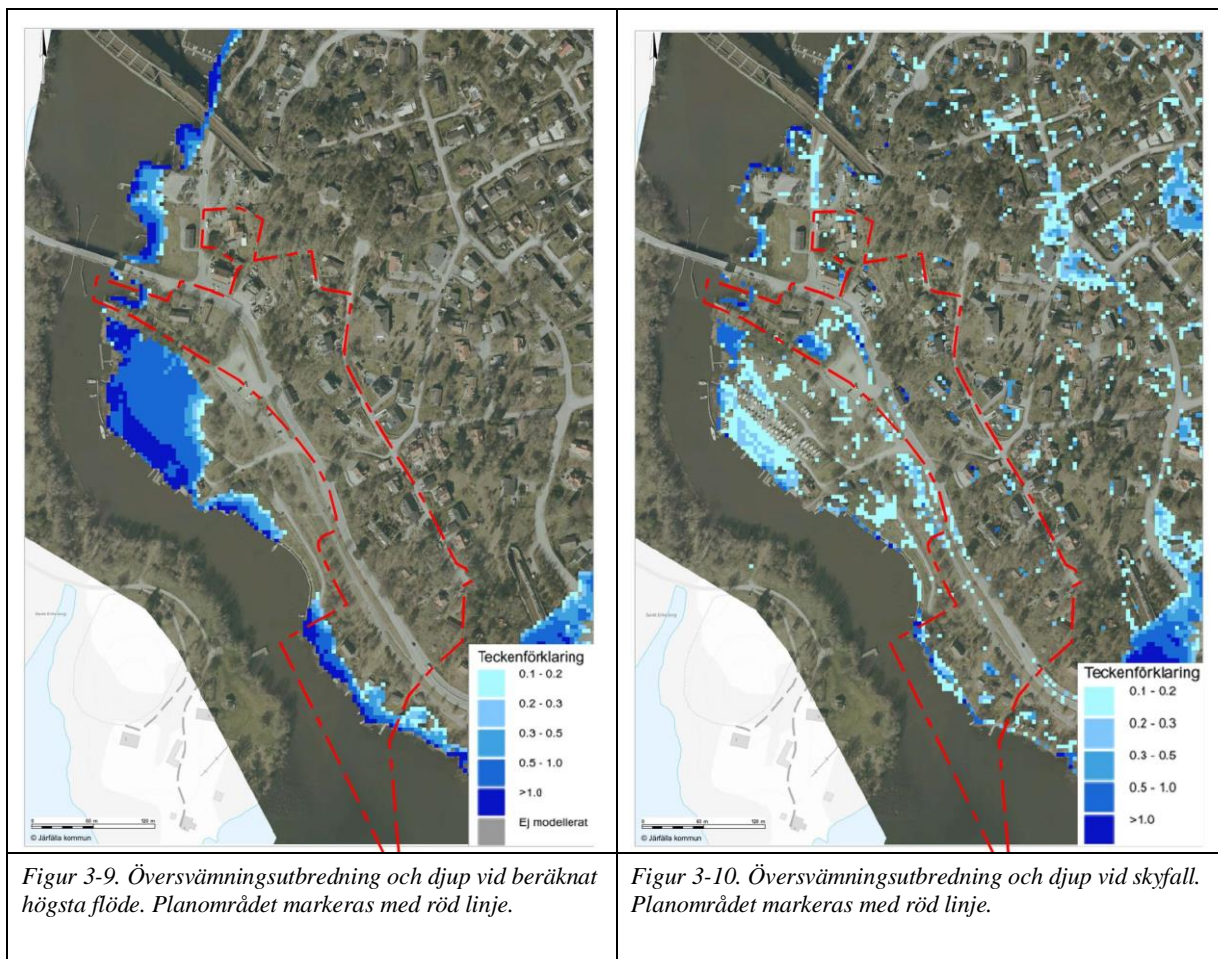 Teckenförklaring
0.1 - 0.2
0.2 - 0.3
0.3 - 0.5
0.5 - 1.0
>1.0
Ej modellerat
© Järfälla kommun
Teckenförklaring
0.1 - 0.2
0.2 - 0.3
0.3 - 0.5
0.5 - 1.0
>1.0
© Järfälla kommun
Figur 3-9. Översvämningsutbredning och djup vid beräknat
högsta flöde. Planområdet markeras med röd linje.
Figur 3-10. Översvämningsutbredning och djup vid skyfall.
Planområdet markeras med röd linje.